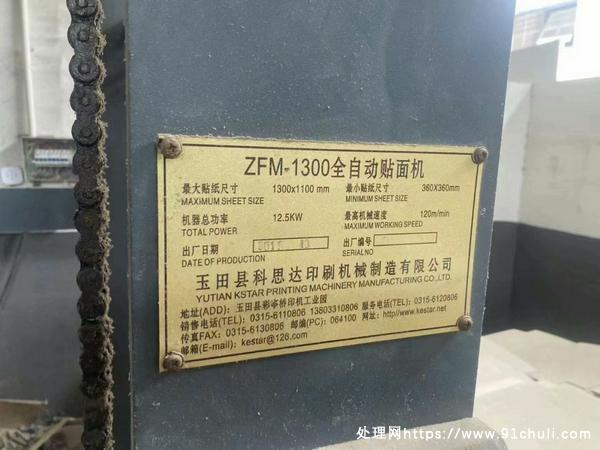 ZFM-1300全自动贴面机
最大贴纸尺寸 1300x1100 mm 最小贴纸尺寸 360X360mm
MAXIMUM SHEET SIZE MINIMUM SHEET SIZE
机器总功率 12.5KW 最高机械速度 120m/min
TOTAL POWER MAXIMUM WORKING SPEED
出厂日期 出厂编号
DATE OF PRODUCTION SERIALNO
玉田县科思达印刷机械制造有限公司
YUTIAN KSTAR PRINTING MACHINERY MANUFACTURING CO.,LTD
地址(ADD): 玉田县彩亭桥印机工业园
销售电话(TEL): 0315-6110806 13803310806 服务电话(TEL): 0315-6120806
传真FAX: 0315-6130806 邮编(PC): 064100 网址: http//www.kestar.net
邮箱(E-mail): kestar@126.com
处理网https://www.91chuli.com/